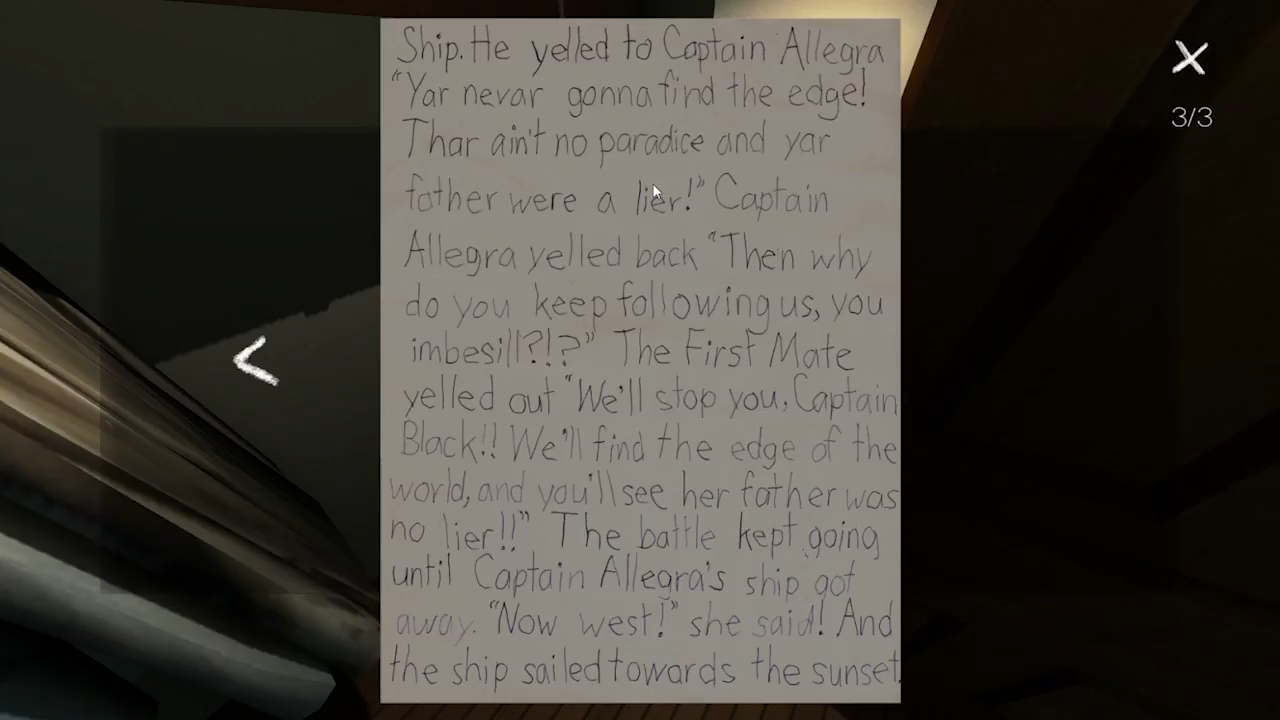 Ship. He yelled to Captain Allegra
"Yar nevar gonna find the edge!
Thar ain't no paradice and yar
father were a lier!" Captain
Allegra yelled back "Then why
do you keep following us, you
imbesill?!?" The First Mate
yelled out "We'll stop you, Captain
Black!! We'll find the edge of the
world, and you'll see her father was
no lier!!" The battle kept going
until Captain Allegra's ship got
away. "Now west!" she said! And
the ship sailed towards the sunset.
3/3